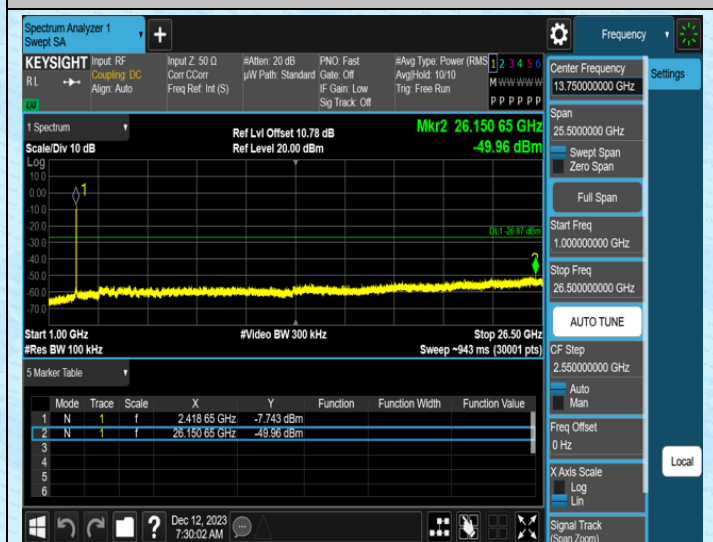 Spectrum Analyzer 1
Swept SA
+
Frequency
KEYSIGHT
RL
LXI
Input: RF
Coupling: DC
Align: Auto
Input Z: 50 Ω
Corr CCorr
Freq Ref: Int (S)
#Atten: 20 dB
µW Path: Standard
PNO: Fast
Gate: Off
IF Gain: Low
Sig Track: Off
#Avg Type: Power (RMS
Avg|Hold: 10/10
Trig: Free Run
1 2 3 4 5 6
M W W W W W
P P P P P P
1 Spectrum
Scale/Div 10 dB
Ref Lvl Offset 10.78 dB
Ref Level 20.00 dBm
Mkr2 26.150 65 GHz
-49.96 dBm
Log
10.0
0.00
-10.0
-20.0
-30.0
-40.0
-50.0
-60.0
-70.0
1
DL1 -26.87 dBm
2
Start 1.00 GHz
#Res BW 100 kHz
#Video BW 300 kHz
Stop 26.50 GHz
Sweep ~943 ms (30001 pts)
5 Marker Table
Mode Trace Scale X Y Function Function Width Function Value
1 N 1 f 2.418 65 GHz -7.743 dBm
2 N 1 f 26.150 65 GHz -49.96 dBm
3
4
5
6
Dec 12, 2023
7:30:02 AM
Center Frequency
13.750000000 GHz
Span
25.5000000 GHz
Swept Span
Zero Span
Full Span
Start Freq
1.000000000 GHz
Stop Freq
26.500000000 GHz
AUTO TUNE
CF Step
2.550000000 GHz
Auto
Man
Freq Offset
0 Hz
X Axis Scale
Log
Lin
Signal Track
(Span Zoom)
Settings
Local